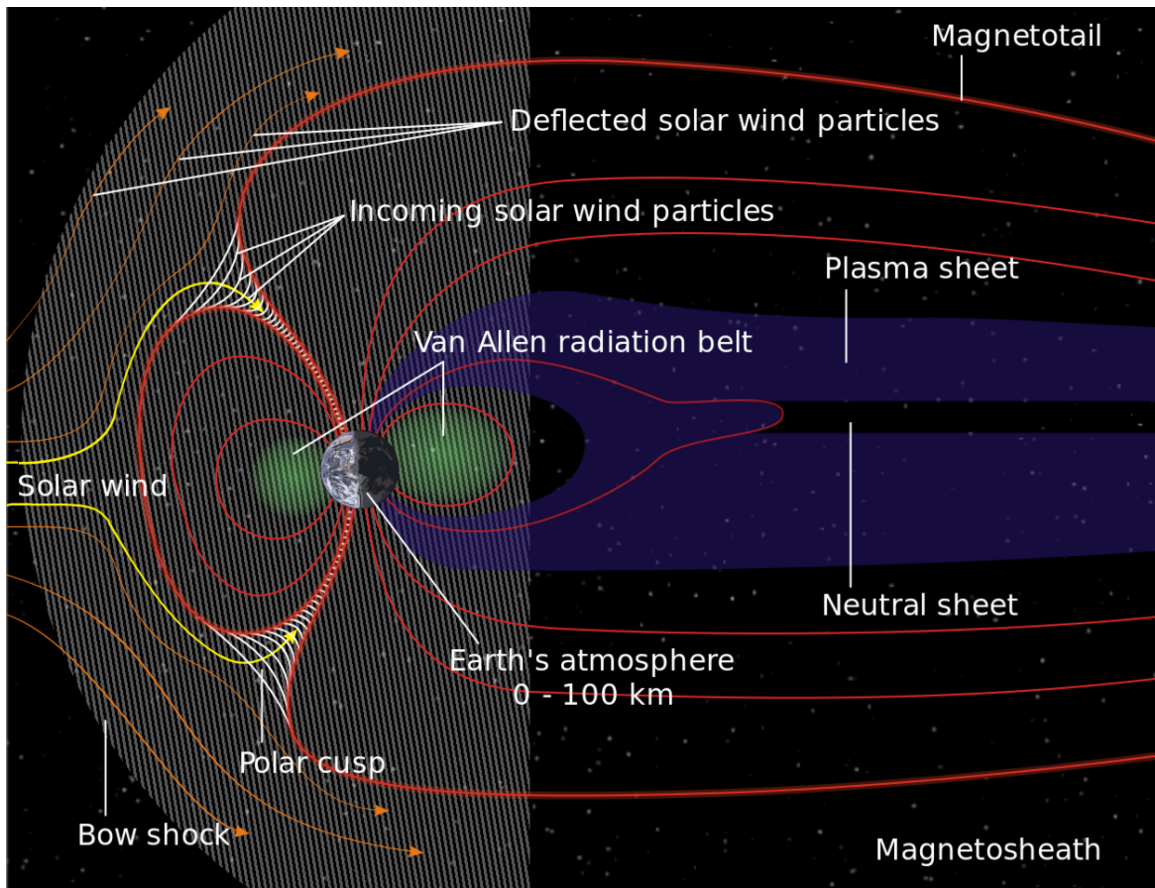 Magnetotail
Deflected solar wind particles
Incoming solar wind particles
Plasma sheet
Van Allen radiation belt
Solar wind
Neutral sheet
Earth's atmosphere
0 - 100 km
Polar cusp
Bow shock
Magnetosheath